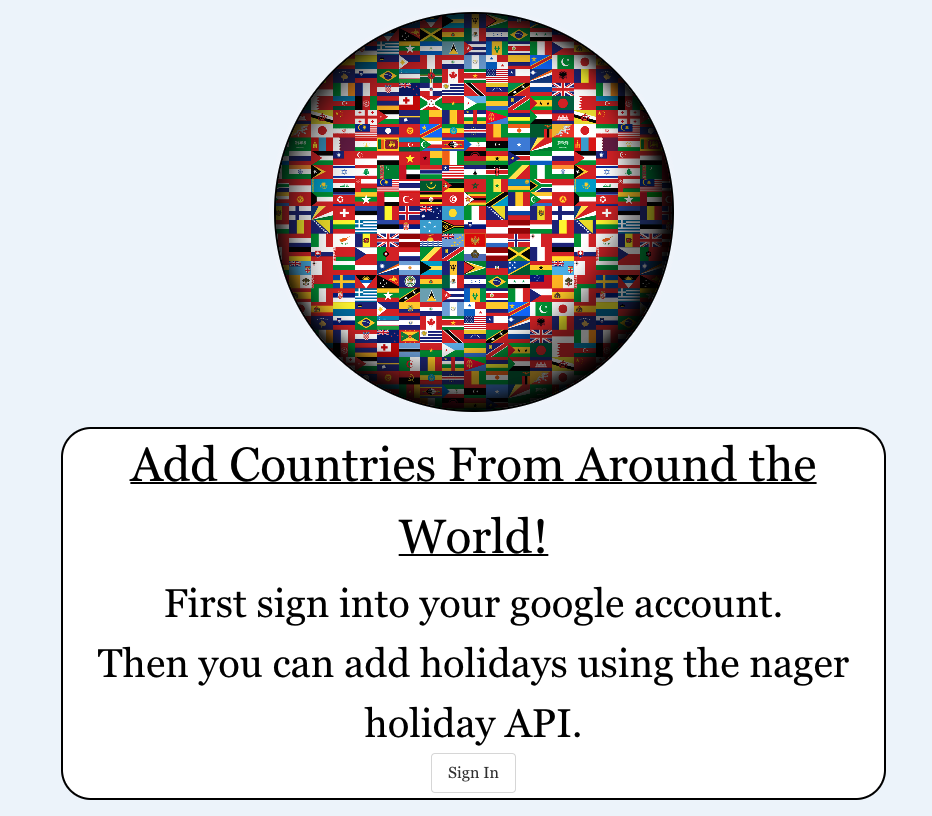 Add Countries From Around the
World!
First sign into your google account.
Then you can add holidays using the nager
holiday API.
Sign In